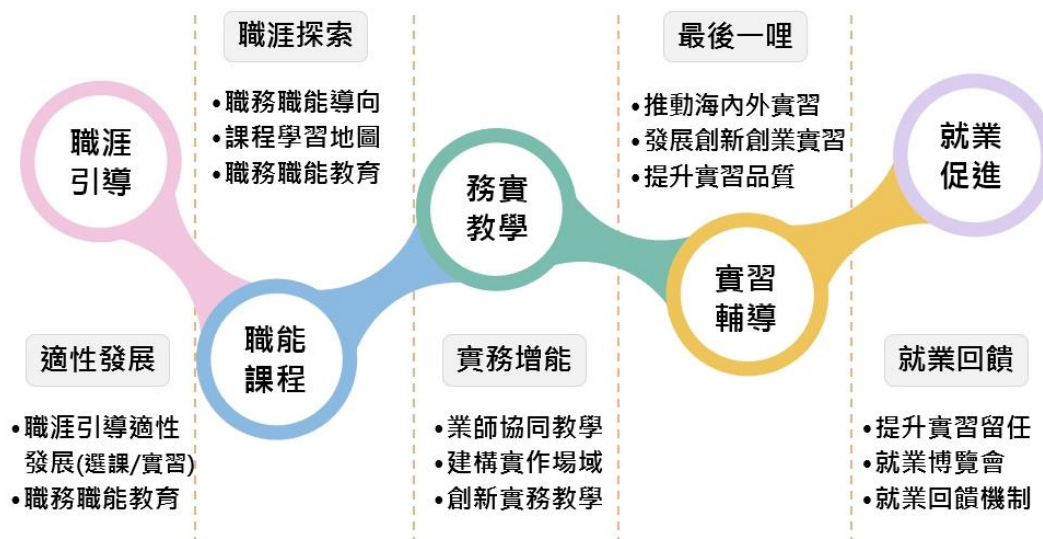 職涯
引導
適性發展
•職涯引導適性
發展(選課/實習)
•職務職能教育
職涯探索
•職務職能導向
•課程學習地圖
•職務職能教育
職能
課程
務實
教學
實務增能
•業師協同教學
•建構實作場域
•創新實務教學
最後一哩
•推動海內外實習
•發展創新創業實習
•提升實習品質
實習
輔導
就業
促進
就業回饋
•提升實習留任
•就業博覽會
•就業回饋機制